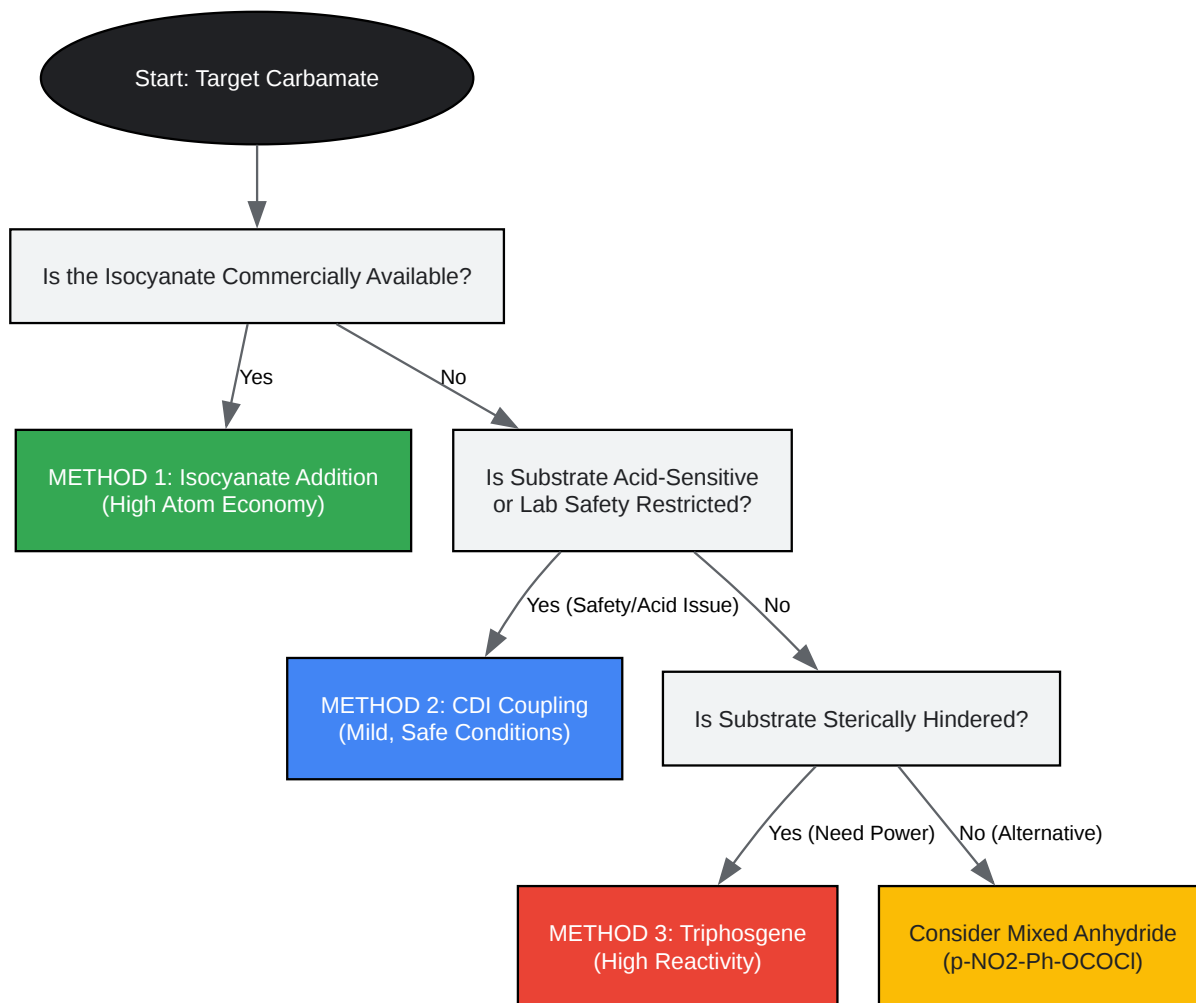 Start: Target Carbamate
Is the Isocyanate Commercially Available?
Yes
No
METHOD 1: Isocyanate Addition
(High Atom Economy)
Is Substrate Acid-Sensitive
or Lab Safety Restricted?
Yes (Safety/Acid Issue)
No
METHOD 2: CDI Coupling
(Mild, Safe Conditions)
Is Substrate Sterically Hindered?
Yes (Need Power)
No (Alternative)
METHOD 3: Triphosgene
(High Reactivity)
Consider Mixed Anhydride
(p-NO2-Ph-OCOCl)